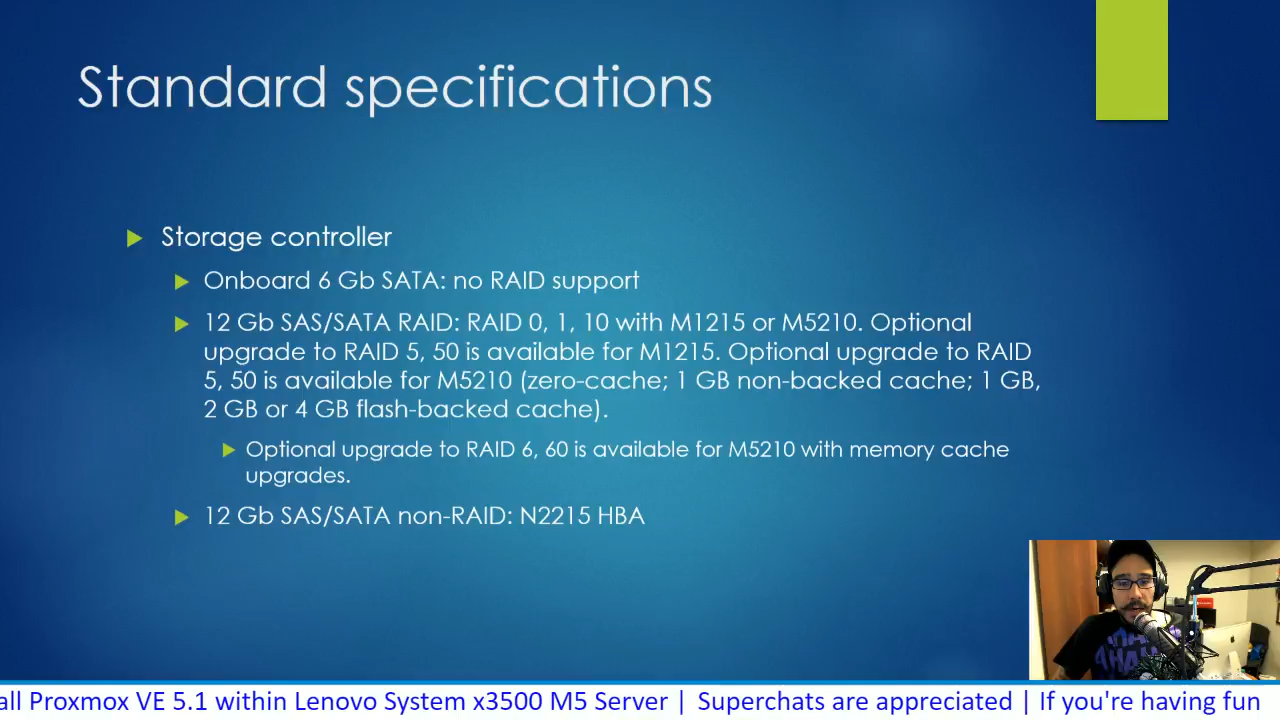 Standard specifications
Storage controller
Onboard 6 Gb SATA: no RAID support
12 Gb SAS/SATA RAID: RAID 0, 1, 10 with M1215 or M5210. Optional
upgrade to RAID 5, 50 is available for M1215. Optional upgrade to RAID
5, 50 is available for M5210 (zero-cache; 1 GB non-backed cache; 1 GB,
2 GB or 4 GB flash-backed cache).
Optional upgrade to RAID 6, 60 is available for M5210 with memory cache
upgrades.
12 Gb SAS/SATA non-RAID: N2215 HBA
all Proxmox VE 5.1 within Lenovo System x3500 M5 Server | Superchats are appreciated | If you're having fun